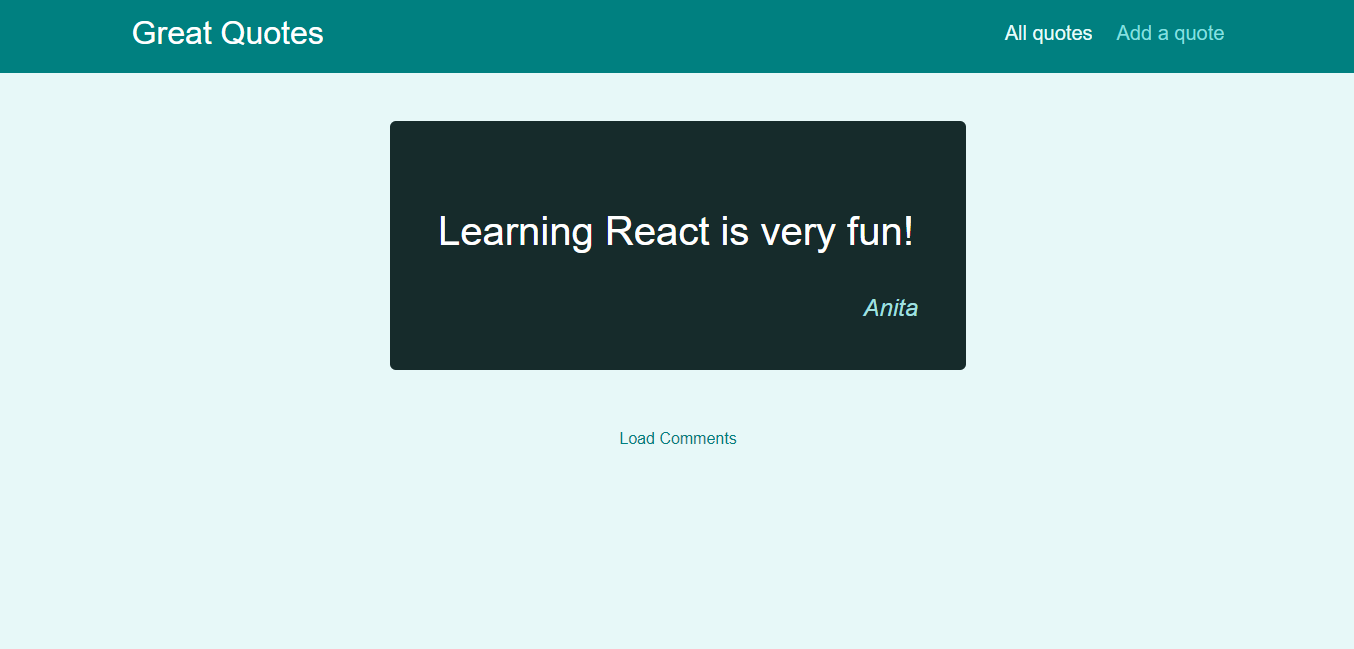 Great Quotes All quotes Add a quote
Learning React is very fun!
Anita
Load Comments